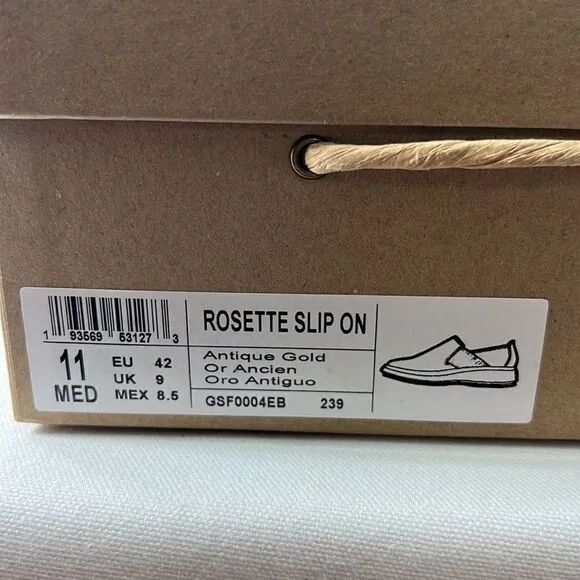 1 93569 53127 3
11 EU 42
UK 9
MED MEX 8.5
ROSETTE SLIP ON
Antique Gold
Or Ancien
Oro Antiguo
GSF0004EB 239